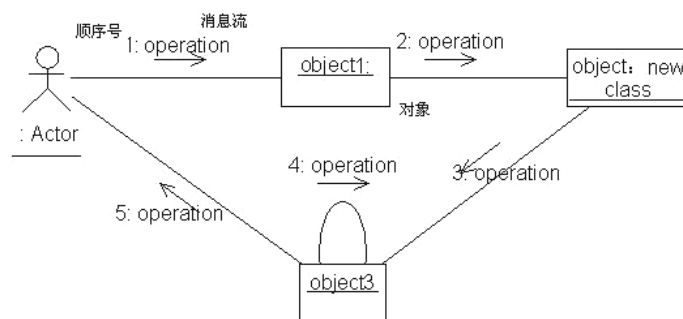 顺序号
消息流
1: operation
2: operation
object1:
object：new
class
对象
: Actor
4: operation
3: operation
5: operation
object3